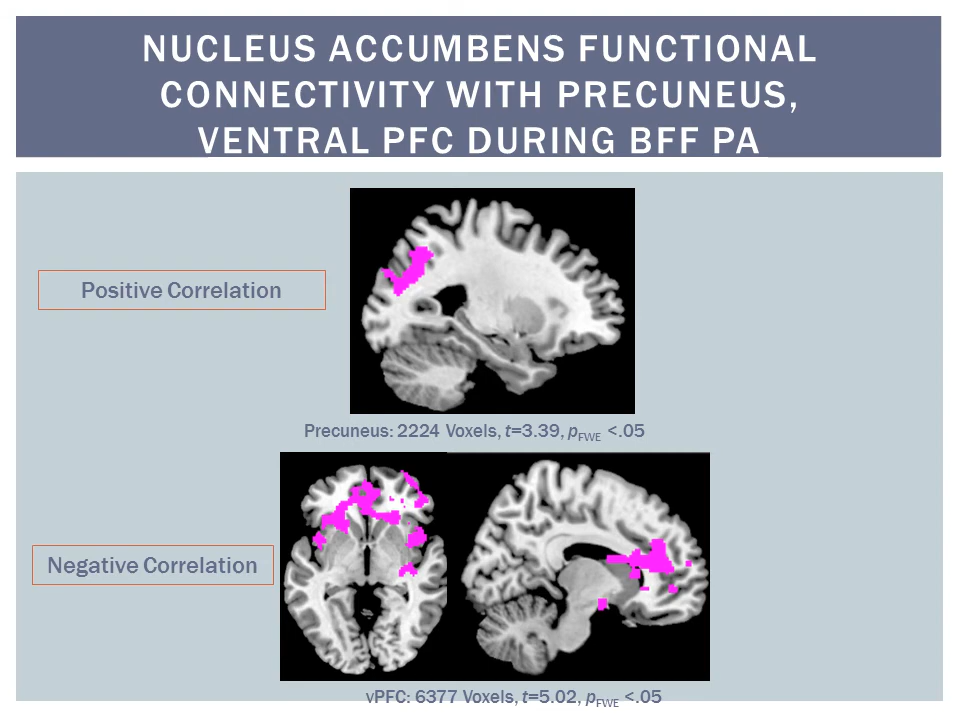 NUCLEUS ACCUMBENS FUNCTIONAL
CONNECTIVITY WITH PRECUNEUS,
VENTRAL PFC DURING BFF PA
Positive Correlation
Precuneus: 2224 Voxels, t=3.39, pFWE <.05
Negative Correlation
vPFC: 6377 Voxels, t=5.02, pFWE <.05